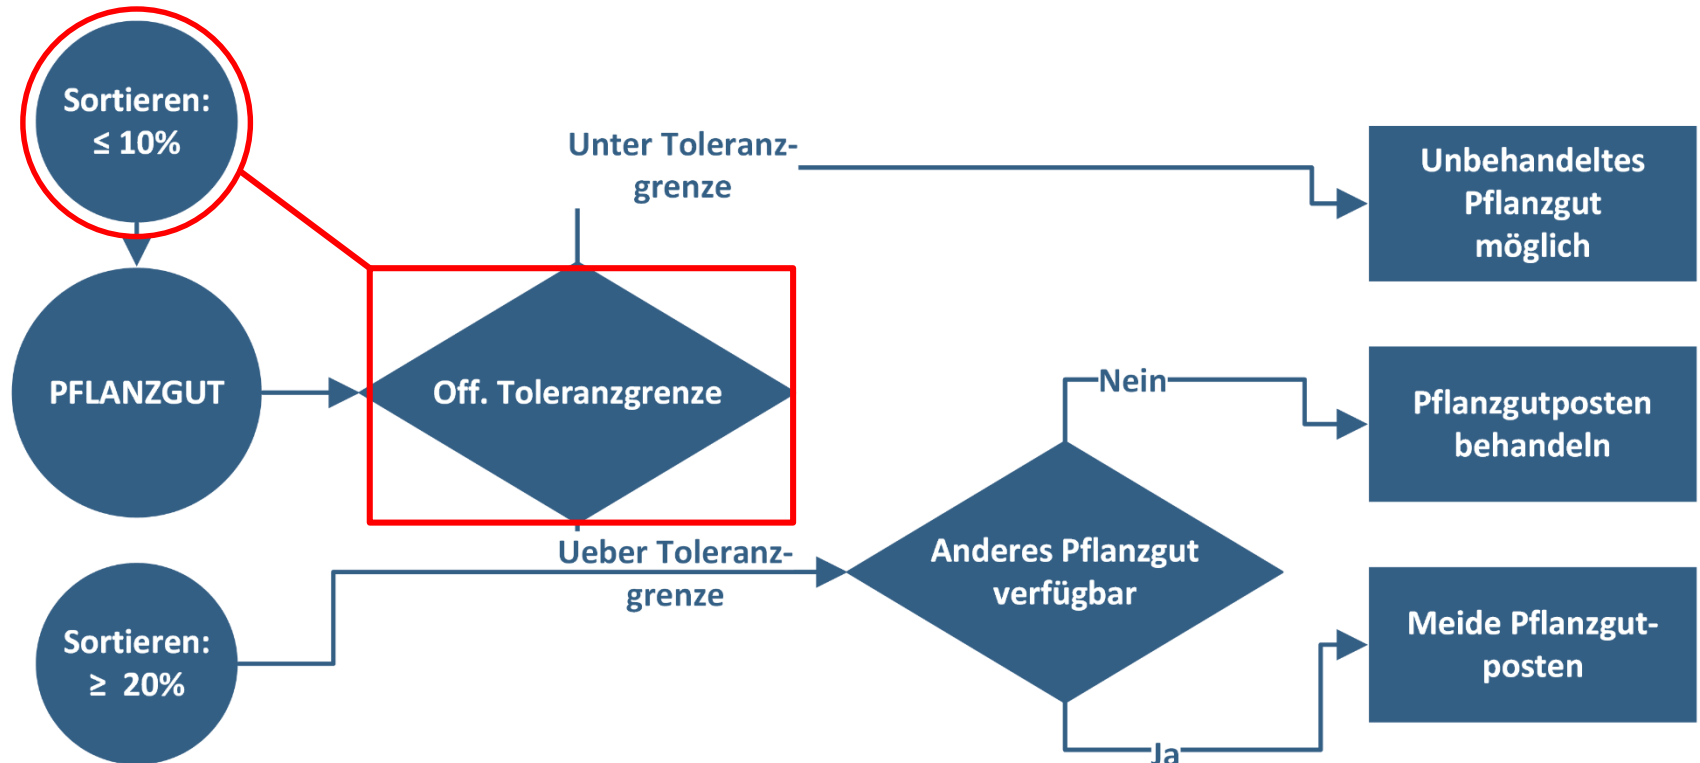 Sortieren:
≤ 10%
Unter Toleranz-
grenze
Unbehandeltes
Pflanzgut
möglich
PFLANZGUT
Off. Toleranzgrenze
Nein
Pflanzgutposten
behandeln
Ueber Toleranz-
grenze
Anderes Pflanzgut
verfügbar
Sortieren:
≥ 20%
Meide Pflanzgut-
posten
Ja